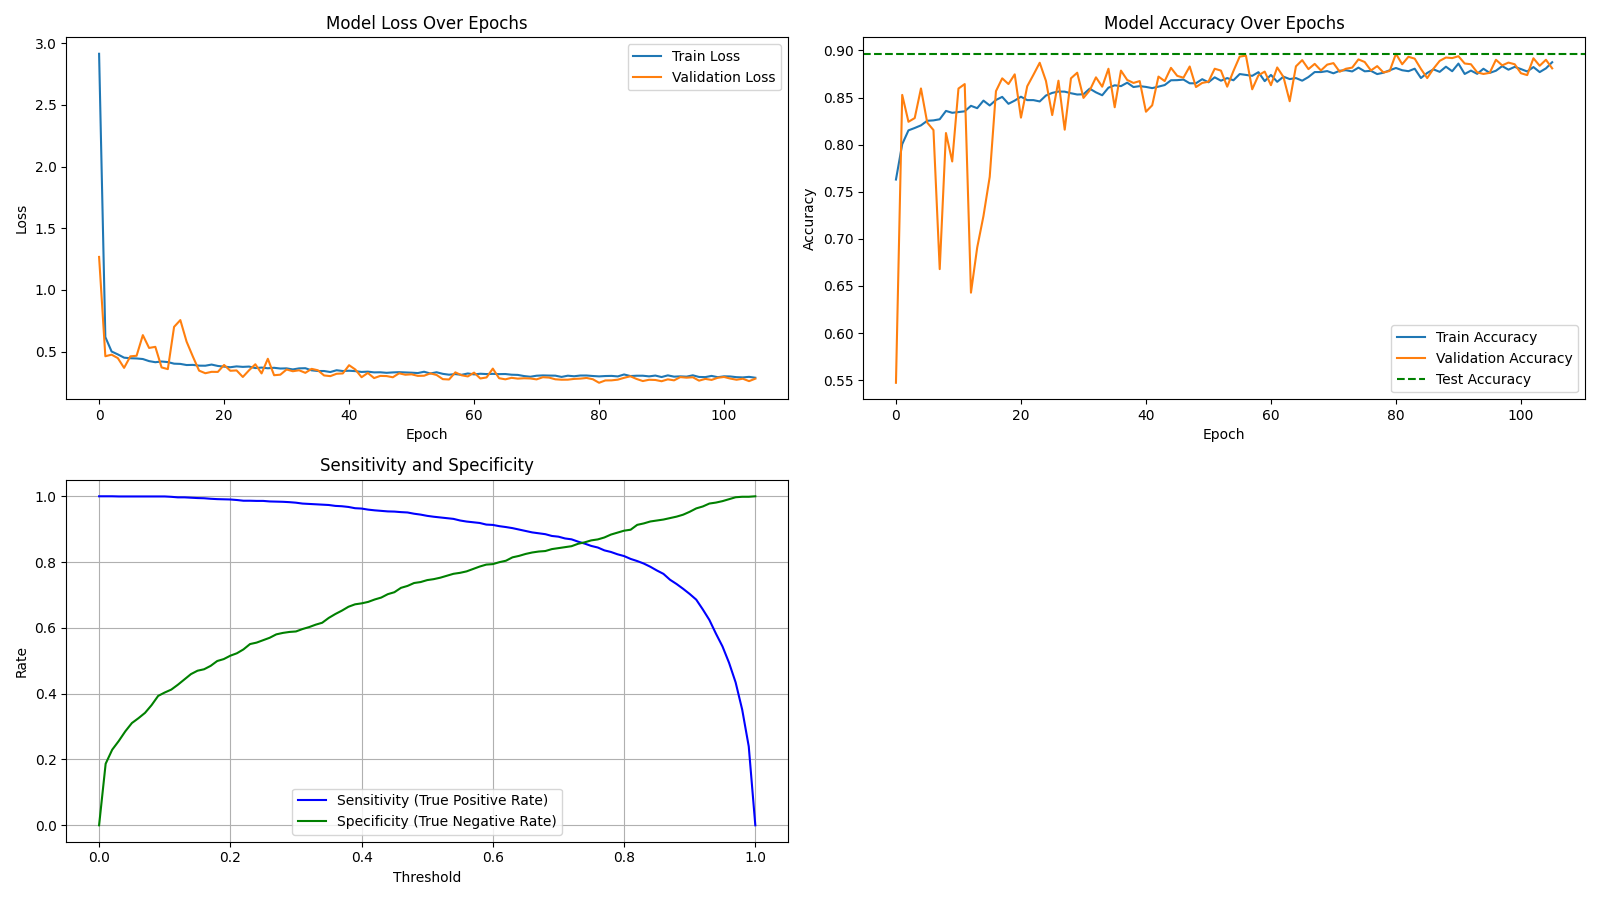 Model Loss Over Epochs
3.0
2.5
2.0
1.5
1.0
0.5
Loss
Train Loss
Validation Loss
0 20 40 60 80 100
Epoch
Model Accuracy Over Epochs
0.90
0.85
0.80
0.75
0.70
0.65
0.60
0.55
Accuracy
Train Accuracy
Validation Accuracy
Test Accuracy
0 20 40 60 80 100
Epoch
Sensitivity and Specificity
1.0
0.8
0.6
0.4
0.2
0.0
Rate
Sensitivity (True Positive Rate)
Specificity (True Negative Rate)
0.0 0.2 0.4 0.6 0.8 1.0
Threshold